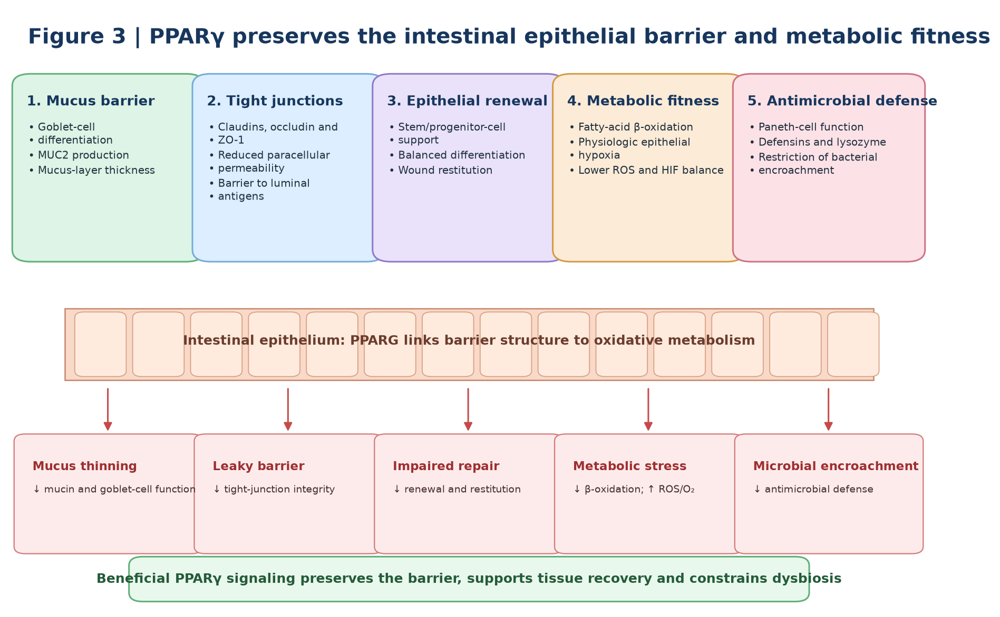 Figure 3 | PPARγ preserves the intestinal epithelial barrier and metabolic fitness
1. Mucus barrier
• Goblet-cell
• differentiation
• MUC2 production
• Mucus-layer thickness
2. Tight junctions
• Claudins, occludin and
• ZO-1
• Reduced paracellular
• permeability
• Barrier to luminal
• antigens
3. Epithelial renewal
• Stem/progenitor-cell
• support
• Balanced differentiation
• Wound restitution
4. Metabolic fitness
• Fatty-acid β-oxidation
• Physiologic epithelial
• hypoxia
• Lower ROS and HIF balance
5. Antimicrobial defense
• Paneth-cell function
• Defensins and lysozyme
• Restriction of bacterial
• encroachment
Intestinal epithelium: PPARG links barrier structure to oxidative metabolism
Mucus thinning
↓ mucin and goblet-cell function
Leaky barrier
↓ tight-junction integrity
Impaired repair
↓ renewal and restitution
Metabolic stress
↓ β-oxidation; ↑ ROS/O₂
Microbial encroachment
↓ antimicrobial defense
Beneficial PPARγ signaling preserves the barrier, supports tissue recovery and constrains dysbiosis